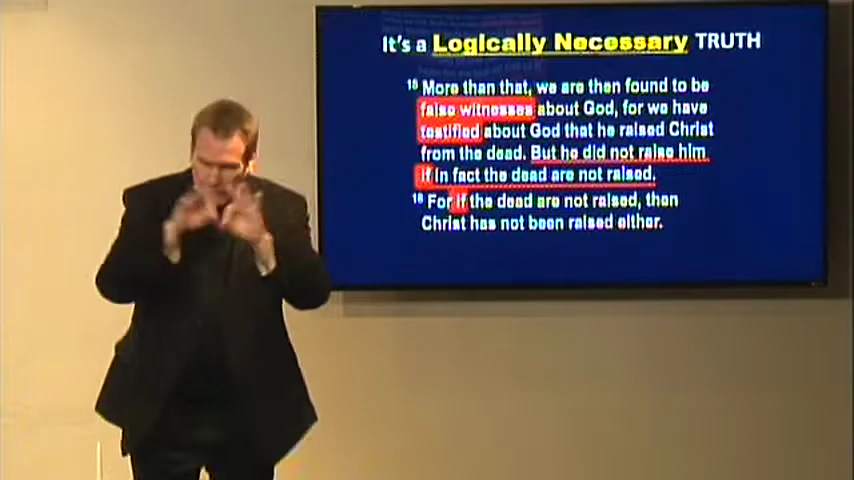 It's a Logically Necessary TRUTH
15 More than that, we are then found to be
false witnesses about God, for we have
testified about God that he raised Christ
from the dead. But he did not raise him
if in fact the dead are not raised.
16 For if the dead are not raised, then
Christ has not been raised either.